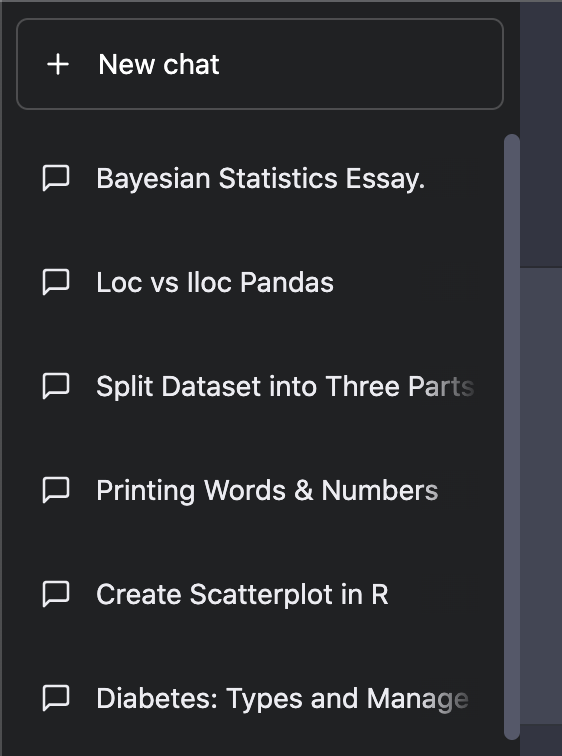 New chat
Bayesian Statistics Essay.
Loc vs Iloc Pandas
Split Dataset into Three Parts
Printing Words & Numbers
Create Scatterplot in R
Diabetes: Types and Manage